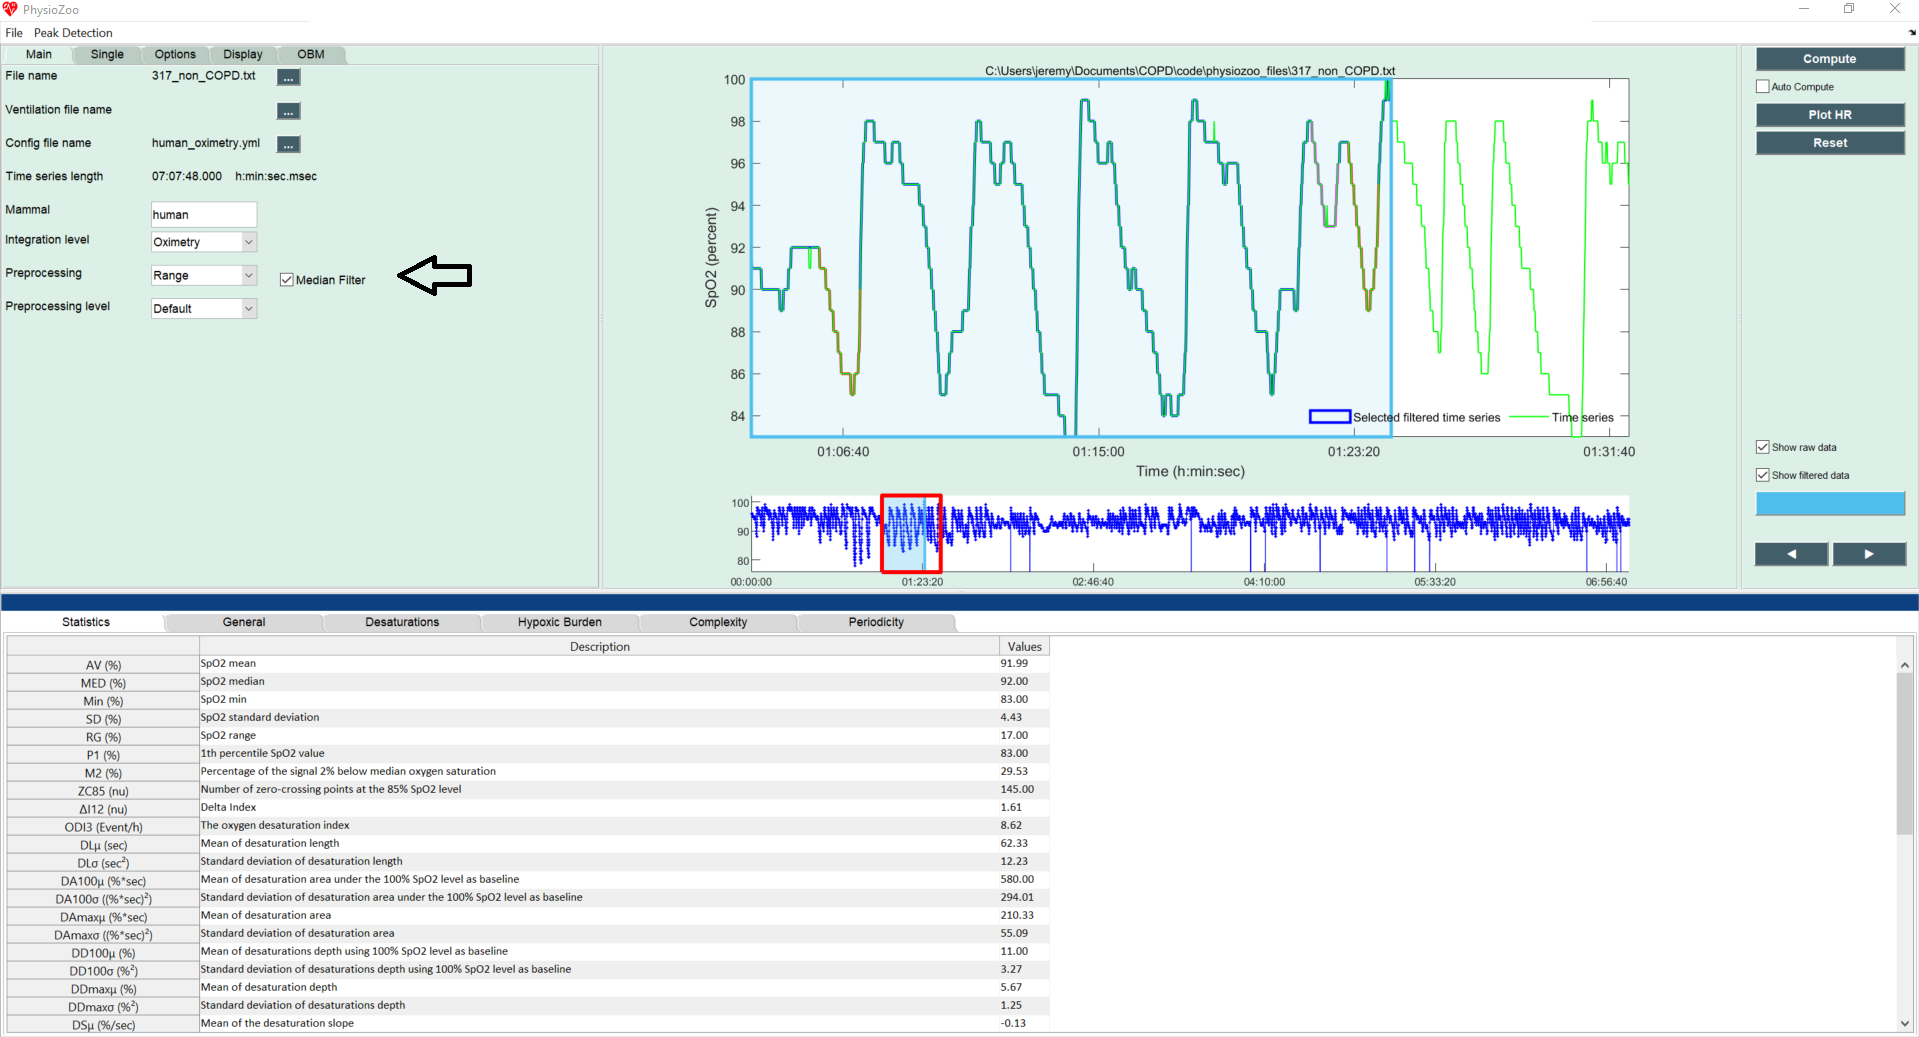 PhysioZoo
File Peak Detection
Main Single Options Display OBM
File name 317_non_COPD.txt ...
Ventilation file name ...
Config file name human_oximetry.yml ...
Time series length 07:07:48.000 h:min:sec.msec
Mammal human
Integration level Oximetry
Preprocessing Range Median Filter
Preprocessing level Default
C:\Users\jeremy\Documents\COPD\code\physiozoo_files\317_non_COPD.txt
100
98
96
94
92
90
88
86
84
SpO2 (percent)
Selected filtered time series Time series
01:06:40 01:15:00 01:23:20 01:31:40
Time (h:min:sec)
100
90
80
00:00:00 01:23:20 02:46:40 04:10:00 05:33:20 06:56:40
Compute
Auto Compute
Plot HR
Reset
Show raw data
Show filtered data
Statistics General Desaturations Hypoxic Burden Complexity Periodicity
Description Values
AV (%) SpO2 mean 91.99
MED (%) SpO2 median 92.00
Min (%) SpO2 min 83.00
SD (%) SpO2 standard deviation 4.43
RG (%) SpO2 range 17.00
P1 (%) 1th percentile SpO2 value 83.00
M2 (%) Percentage of the signal 2% below median oxygen saturation 29.53
ZC85 (nu) Number of zero-crossing points at the 85% SpO2 level 145.00
ΔI12 (nu) Delta Index 1.61
ODI3 (Event/h) The oxygen desaturation index 8.62
DLμ (sec) Mean of desaturation length 62.33
DLσ (sec²) Standard deviation of desaturation length 12.23
DA100μ (%*sec) Mean of desaturation area under the 100% SpO2 level as baseline 580.00
DA100σ ((%*sec)²) Standard deviation of desaturation area under the 100% SpO2 level as baseline 294.01
DAmaxμ (%*sec) Mean of desaturation area 210.33
DAmaxσ ((%*sec)²) Standard deviation of desaturation area 55.09
DD100μ (%) Mean of desaturations depth using 100% SpO2 level as baseline 11.00
DD100σ (%²) Standard deviation of desaturations depth using 100% SpO2 level as baseline 3.27
DDmaxμ (%) Mean of desaturation depth 5.67
DDmaxσ (%²) Standard deviation of desaturations depth 1.25
DSμ (%/sec) Mean of the desaturation slope -0.13